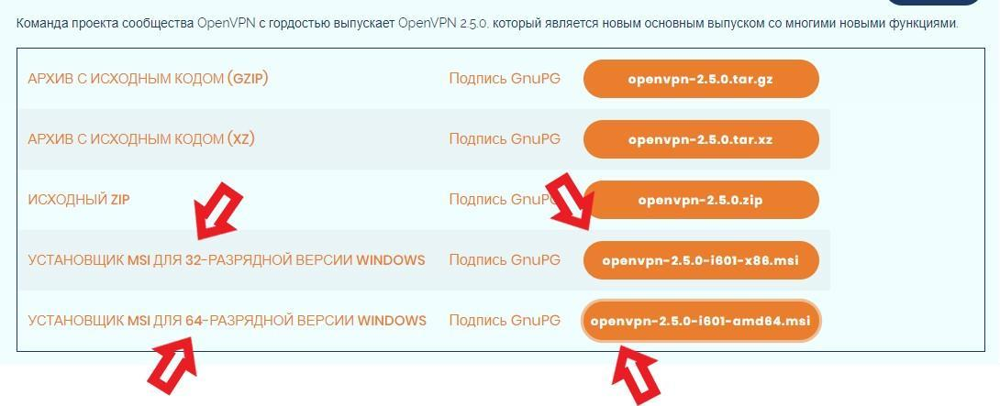 Команда проекта сообщества OpenVPN с гордостью выпускает OpenVPN 2.5.0, который является новым основным выпуском со многими новыми функциями.
АРХИВ С ИСХОДНЫМ КОДОМ (GZIP) Подпись GnuPG openvpn-2.5.0.tar.gz
АРХИВ С ИСХОДНЫМ КОДОМ (XZ) Подпись GnuPG openvpn-2.5.0.tar.xz
ИСХОДНЫЙ ZIP Подпись GnuPG openvpn-2.5.0.zip
УСТАНОВЩИК MSI ДЛЯ 32-РАЗРЯДНОЙ ВЕРСИИ WINDOWS Подпись GnuPG openvpn-2.5.0-i601-x86.msi
УСТАНОВЩИК MSI ДЛЯ 64-РАЗРЯДНОЙ ВЕРСИИ WINDOWS Подпись GnuPG openvpn-2.5.0-i601-amd64.msi